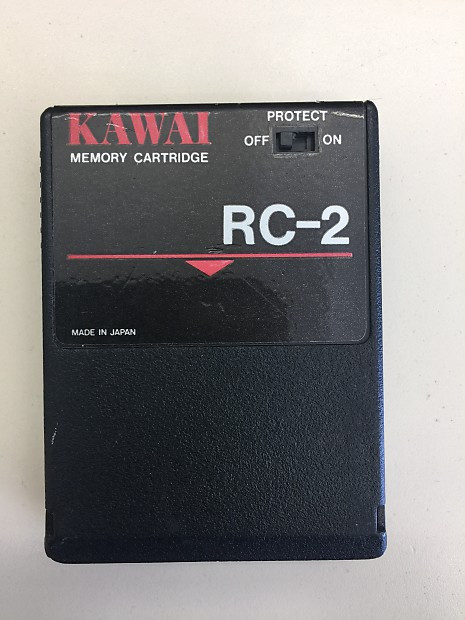 KAWAI
MEMORY CARTRIDGE
PROTECT
OFF ON
RC-2
MADE IN JAPAN